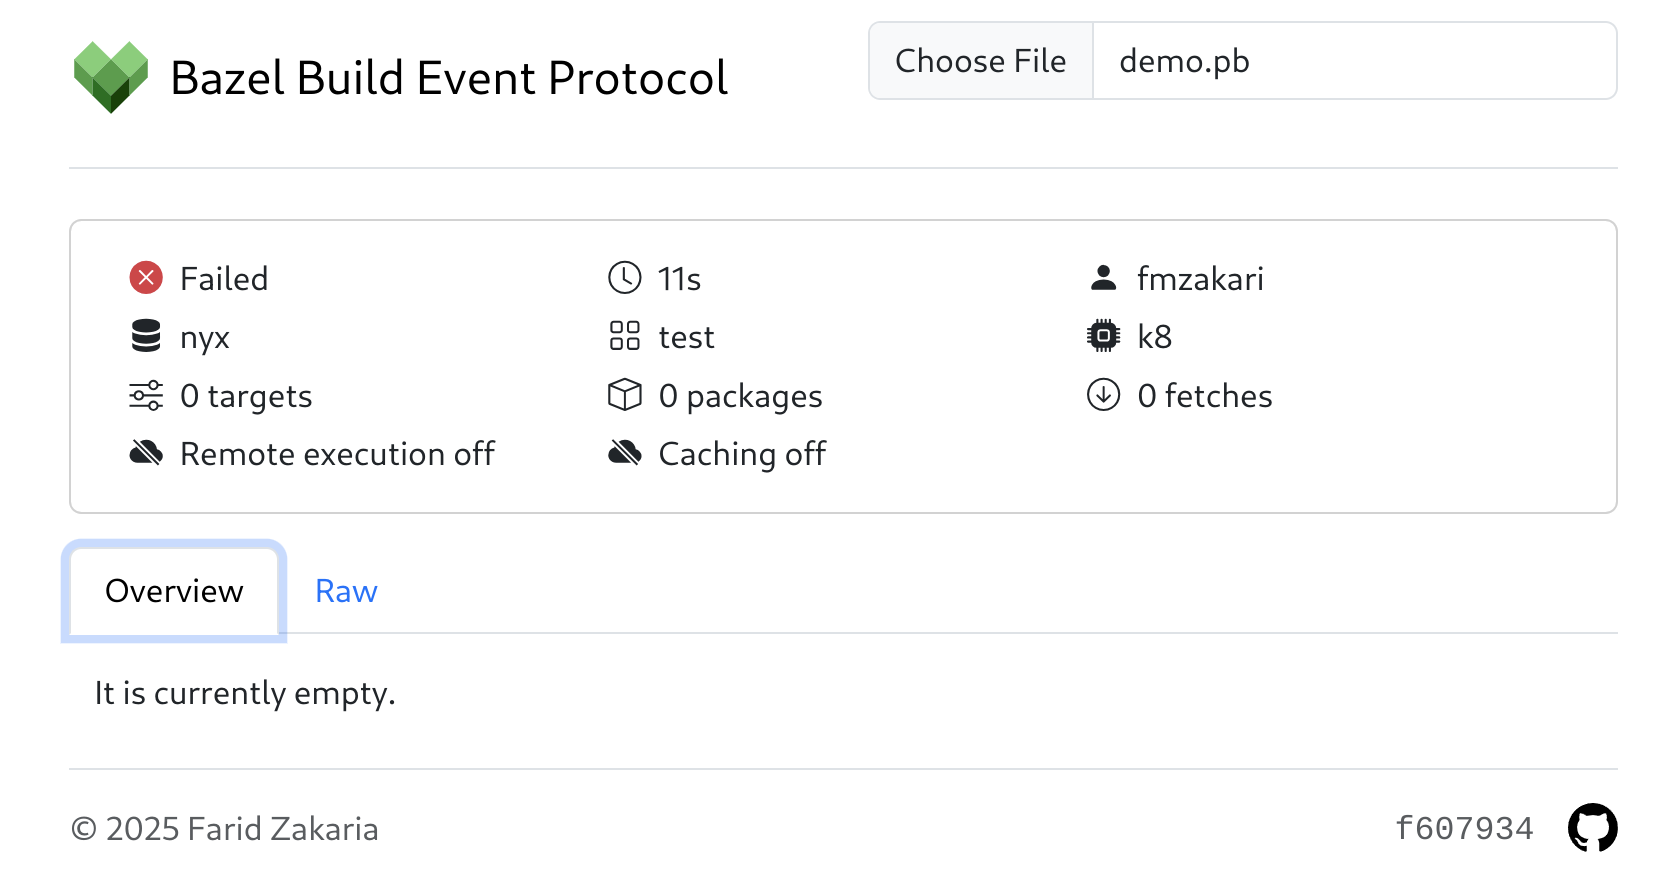 Bazel Build Event Protocol
Choose File demo.pb
Failed 11s fmzakari
nyx test k8
0 targets 0 packages 0 fetches
Remote execution off Caching off
Overview Raw
It is currently empty.
© 2025 Farid Zakaria f607934